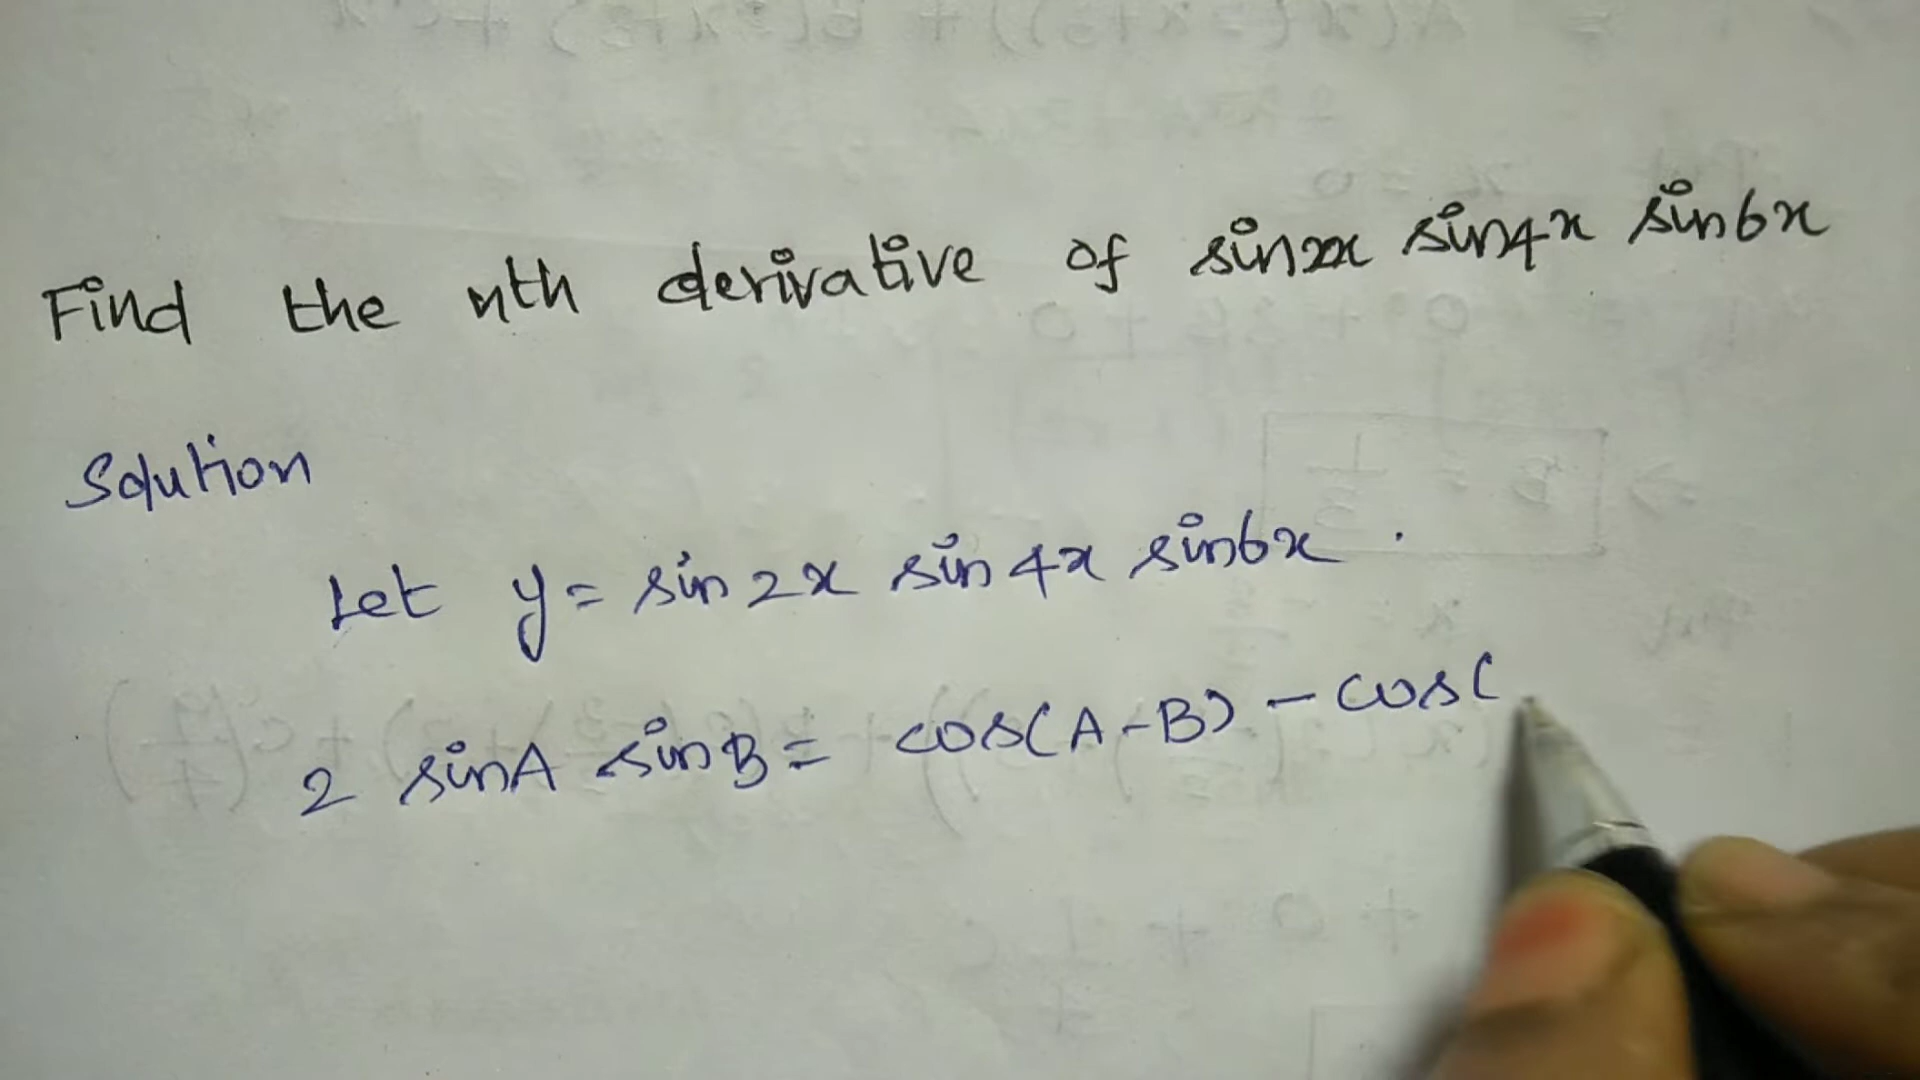 Find the nth derivative of sin2x sin4x sin6x
Solution
Let y = sin 2x sin 4x sin6x .
2 sinA sinB = cos(A-B) - cos(